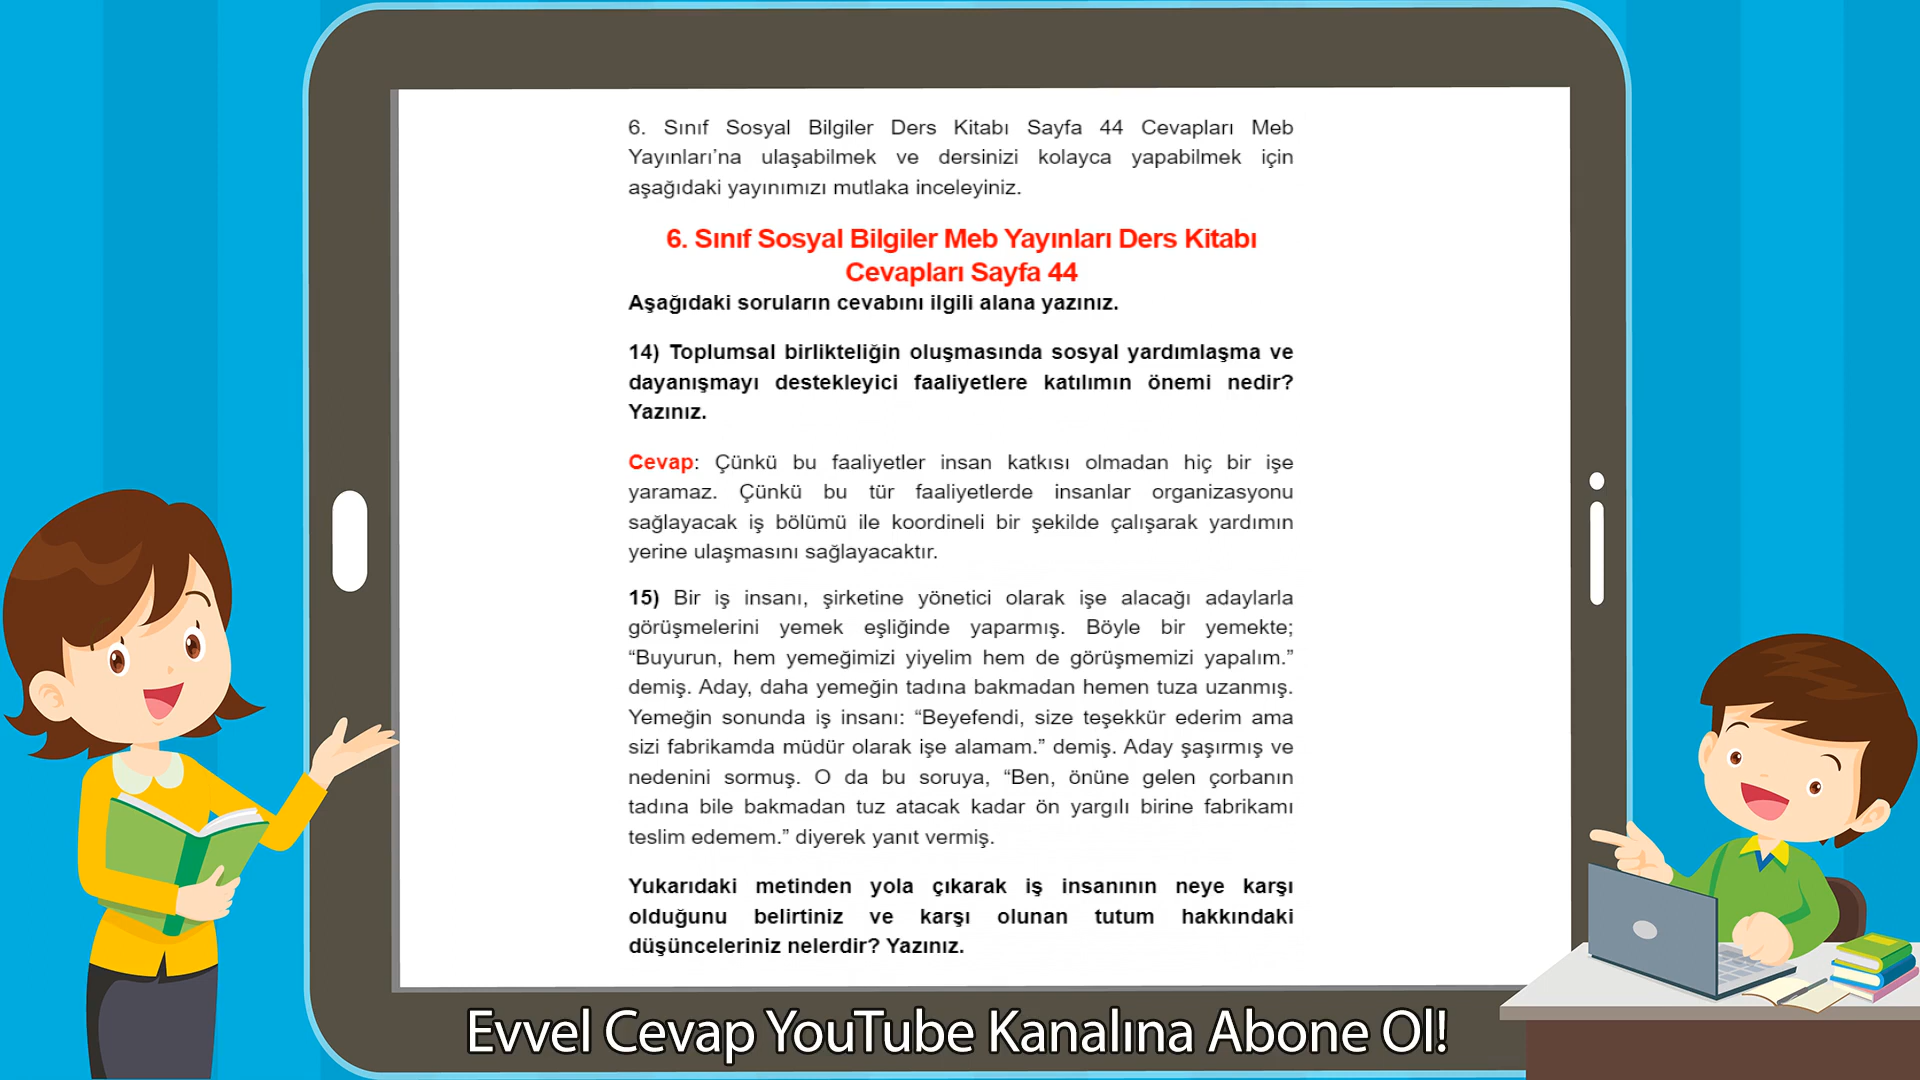 6. Sınıf Sosyal Bilgiler Ders Kitabı Sayfa 44 Cevapları Meb
Yayınları’na ulaşabilmek ve dersinizi kolayca yapabilmek için
aşağıdaki yayınımızı mutlaka inceleyiniz.
6. Sınıf Sosyal Bilgiler Meb Yayınları Ders Kitabı
Cevapları Sayfa 44
Aşağıdaki soruların cevabını ilgili alana yazınız.
14) Toplumsal birlikteliğin oluşmasında sosyal yardımlaşma ve
dayanışmayı destekleyici faaliyetlere katılımın önemi nedir?
Yazınız.
Cevap: Çünkü bu faaliyetler insan katkısı olmadan hiç bir işe
yaramaz. Çünkü bu tür faaliyetlerde insanlar organizasyonu
sağlayacak iş bölümü ile koordineli bir şekilde çalışarak yardımın
yerine ulaşmasını sağlayacaktır.
15) Bir iş insanı, şirketine yönetici olarak işe alacağı adaylarla
görüşmelerini yemek eşliğinde yaparmış. Böyle bir yemekte;
“Buyurun, hem yemeğimizi yiyelim hem de görüşmemizi yapalım.”
demiş. Aday, daha yemeğin tadına bakmadan hemen tuza uzanmış.
Yemeğin sonunda iş insanı: “Beyefendi, size teşekkür ederim ama
sizi fabrikamda müdür olarak işe alamam.” demiş. Aday şaşırmış ve
nedenini sormuş. O da bu soruya, “Ben, önüne gelen çorbanın
tadına bile bakmadan tuz atacak kadar ön yargılı birine fabrikamı
teslim edemem.” diyerek yanıt vermiş.
Yukarıdaki metinden yola çıkarak iş insanının neye karşı
olduğunu belirtiniz ve karşı olunan tutum hakkındaki
düşünceleriniz nelerdir? Yazınız.
Evvel Cevap YouTube Kanalına Abone Ol!